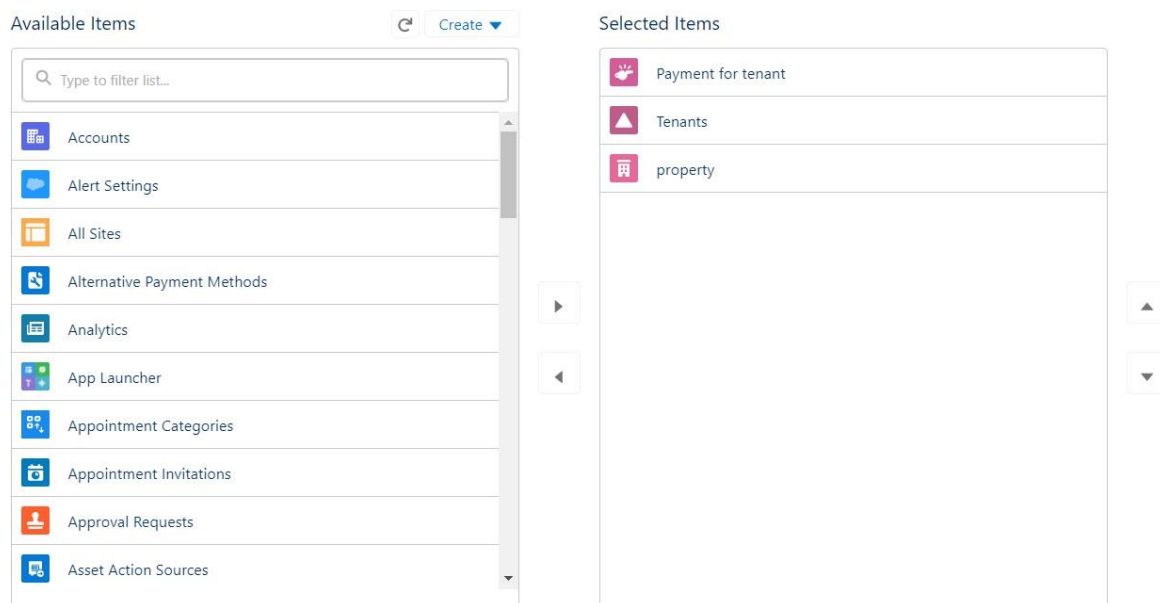 Available Items
Create
Type to filter list...
Accounts
Alert Settings
All Sites
Alternative Payment Methods
Analytics
App Launcher
Appointment Categories
Appointment Invitations
Approval Requests
Asset Action Sources
Selected Items
Payment for tenant
Tenants
property